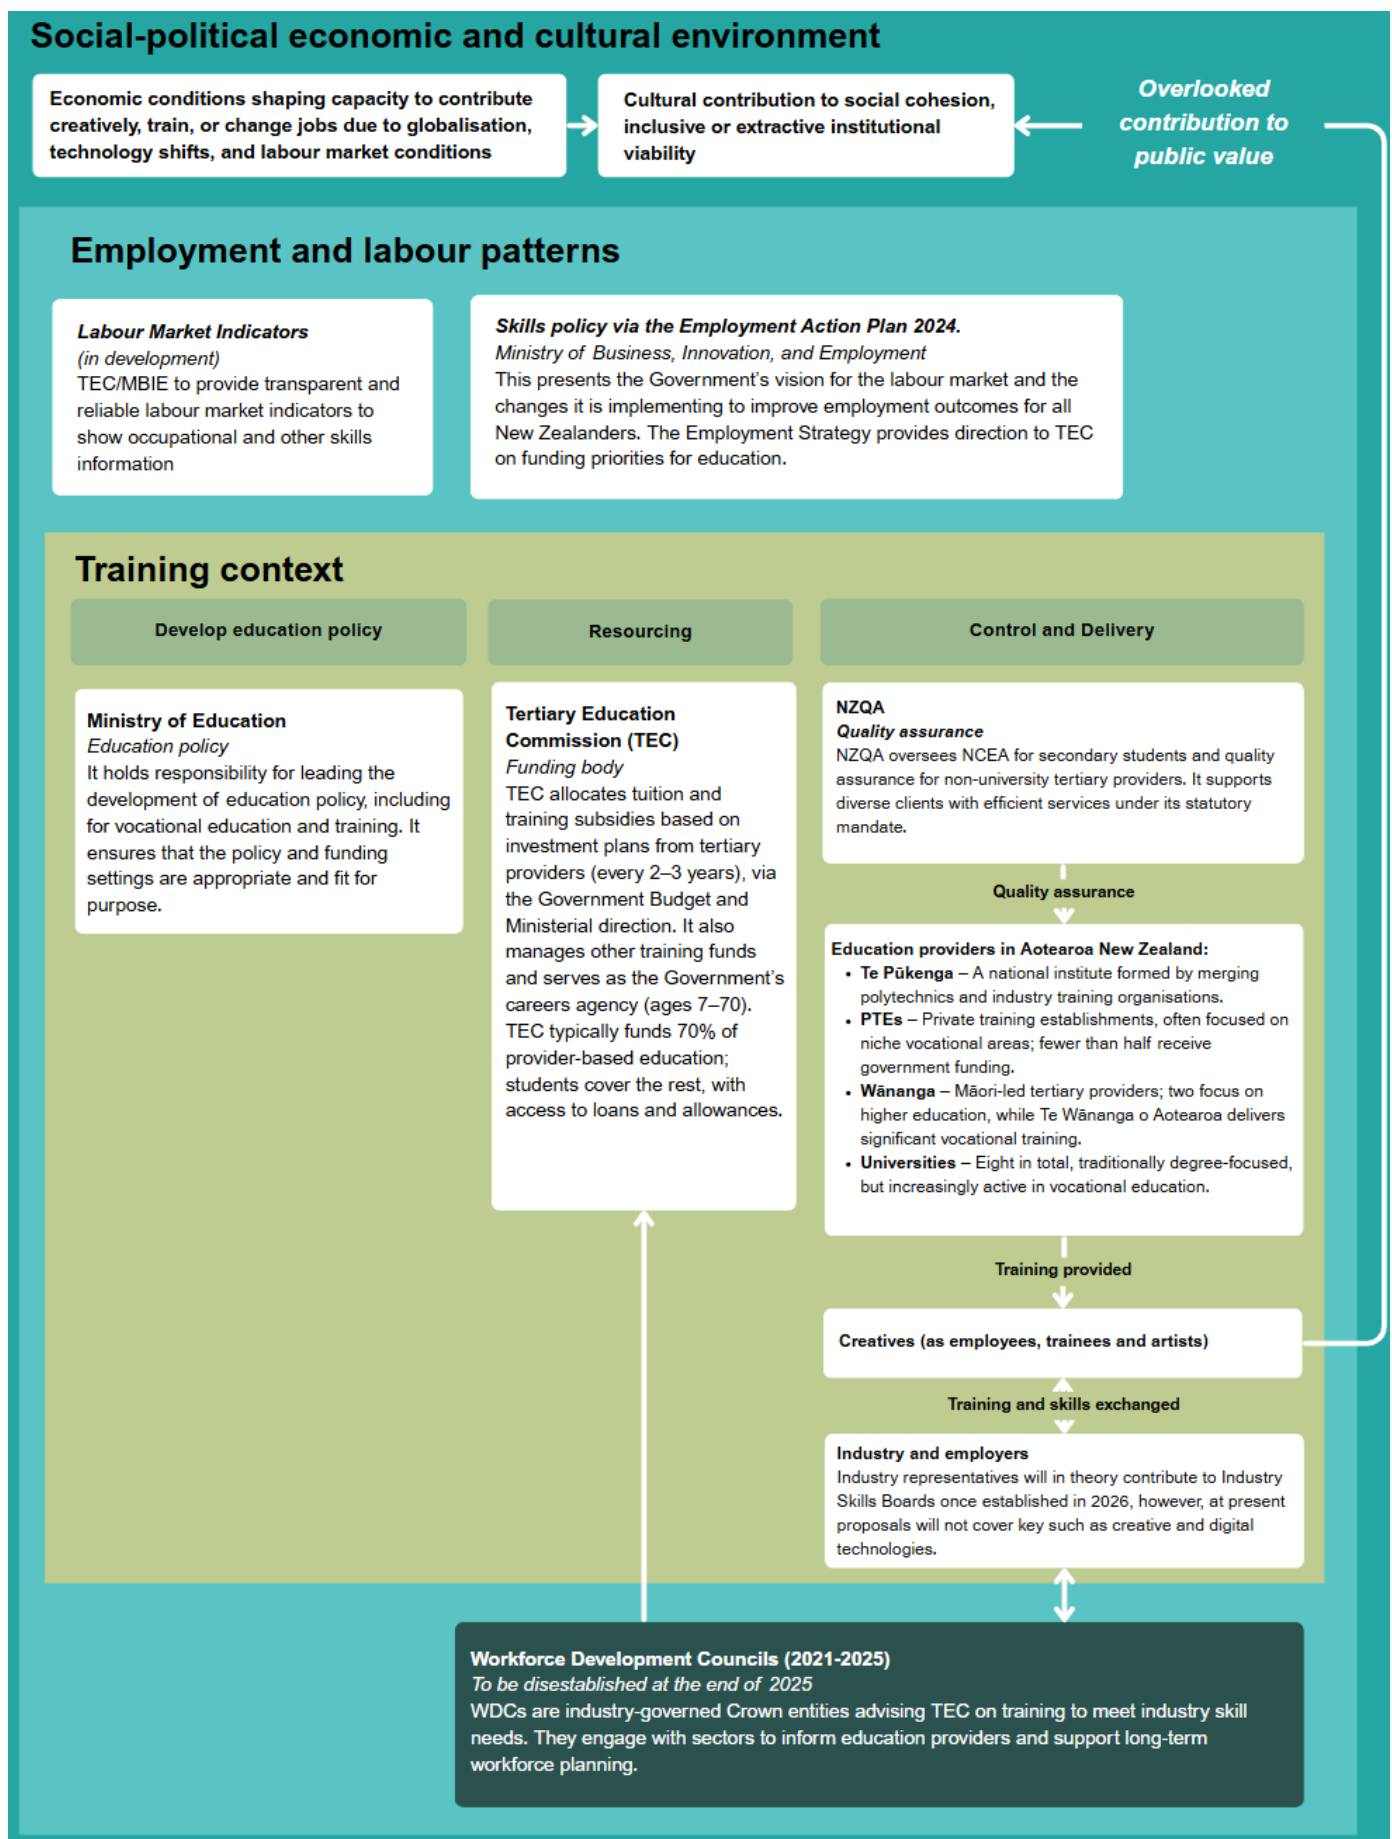 Social-political economic and cultural environment
Economic conditions shaping capacity to contribute
creatively, train, or change jobs due to globalisation,
technology shifts, and labour market conditions
Cultural contribution to social cohesion,
inclusive or extractive institutional
viability
Overlooked
contribution to
public value
Employment and labour patterns
Labour Market Indicators
(in development)
TEC/MBIE to provide transparent and
reliable labour market indicators to
show occupational and other skills
information
Skills policy via the Employment Action Plan 2024.
Ministry of Business, Innovation, and Employment
This presents the Government's vision for the labour market and the
changes it is implementing to improve employment outcomes for all
New Zealanders. The Employment Strategy provides direction to TEC
on funding priorities for education.
Training context
Develop education policy
Resourcing
Control and Delivery
Ministry of Education
Education policy
It holds responsibility for leading the
development of education policy, including
for vocational education and training. It
ensures that the policy and funding
settings are appropriate and fit for
purpose.
Tertiary Education
Commission (TEC)
Funding body
TEC allocates tuition and
training subsidies based on
investment plans from tertiary
providers (every 2–3 years), via
the Government Budget and
Ministerial direction. It also
manages other training funds
and serves as the Government's
careers agency (ages 7–70).
TEC typically funds 70% of
provider-based education;
students cover the rest, with
access to loans and allowances.
NZQA
Quality assurance
NZQA oversees NCEA for secondary students and quality
assurance for non-university tertiary providers. It supports
diverse clients with efficient services under its statutory
mandate.
Quality assurance
Education providers in Aotearoa New Zealand:
• Te Pūkenga – A national institute formed by merging
polytechnics and industry training organisations.
• PTEs – Private training establishments, often focused on
niche vocational areas; fewer than half receive
government funding.
• Wānanga – Māori-led tertiary providers; two focus on
higher education, while Te Wānanga o Aotearoa delivers
significant vocational training.
• Universities – Eight in total, traditionally degree-focused,
but increasingly active in vocational education.
Training provided
Creatives (as employees, trainees and artists)
Training and skills exchanged
Industry and employers
Industry representatives will in theory contribute to Industry
Skills Boards once established in 2026, however, at present
proposals will not cover key such as creative and digital
technologies.
Workforce Development Councils (2021-2025)
To be disestablished at the end of 2025
WDCs are industry-governed Crown entities advising TEC on training to meet industry skill
needs. They engage with sectors to inform education providers and support long-term
workforce planning.